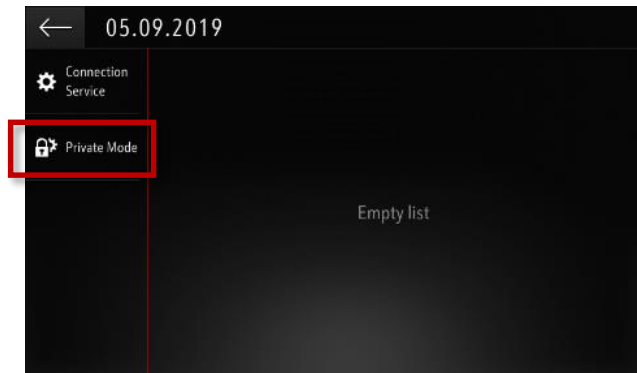 05.09.2019
Connection
Service
Private Mode
Empty list